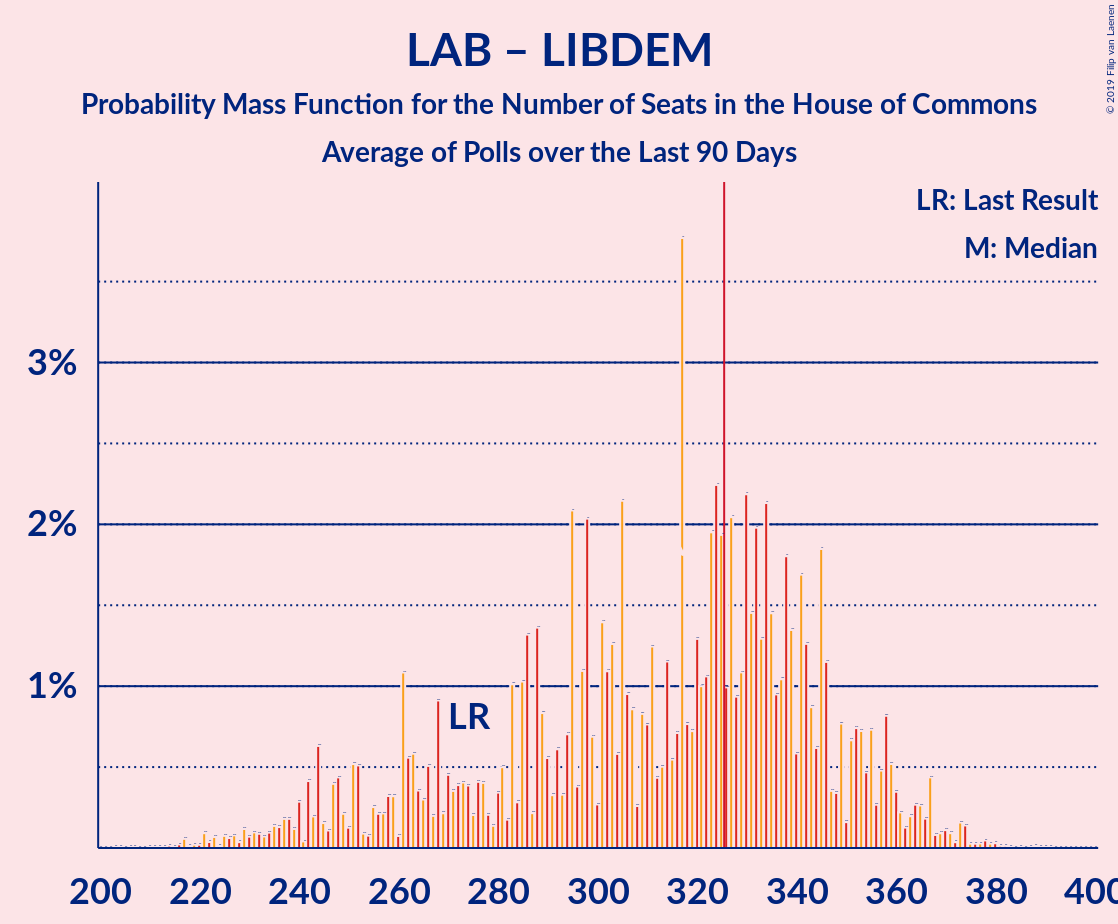 LAB – LIBDEM
Probability Mass Function for the Number of Seats in the House of Commons
Average of Polls over the Last 90 Days
© 2019 Filip van Laenen
LR: Last Result
M: Median
3%
2%
1%
LR
200 220 240 260 280 300 320 340 360 380 400